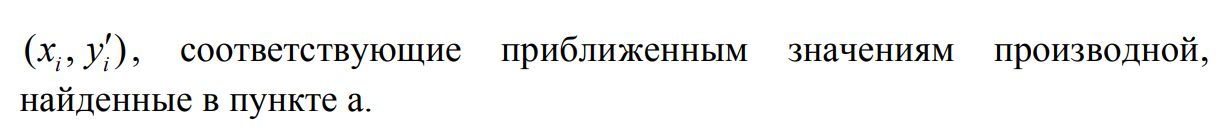 (xᵢ, y′ᵢ), соответствующие приближенным значениям производной,
найденные в пункте а.